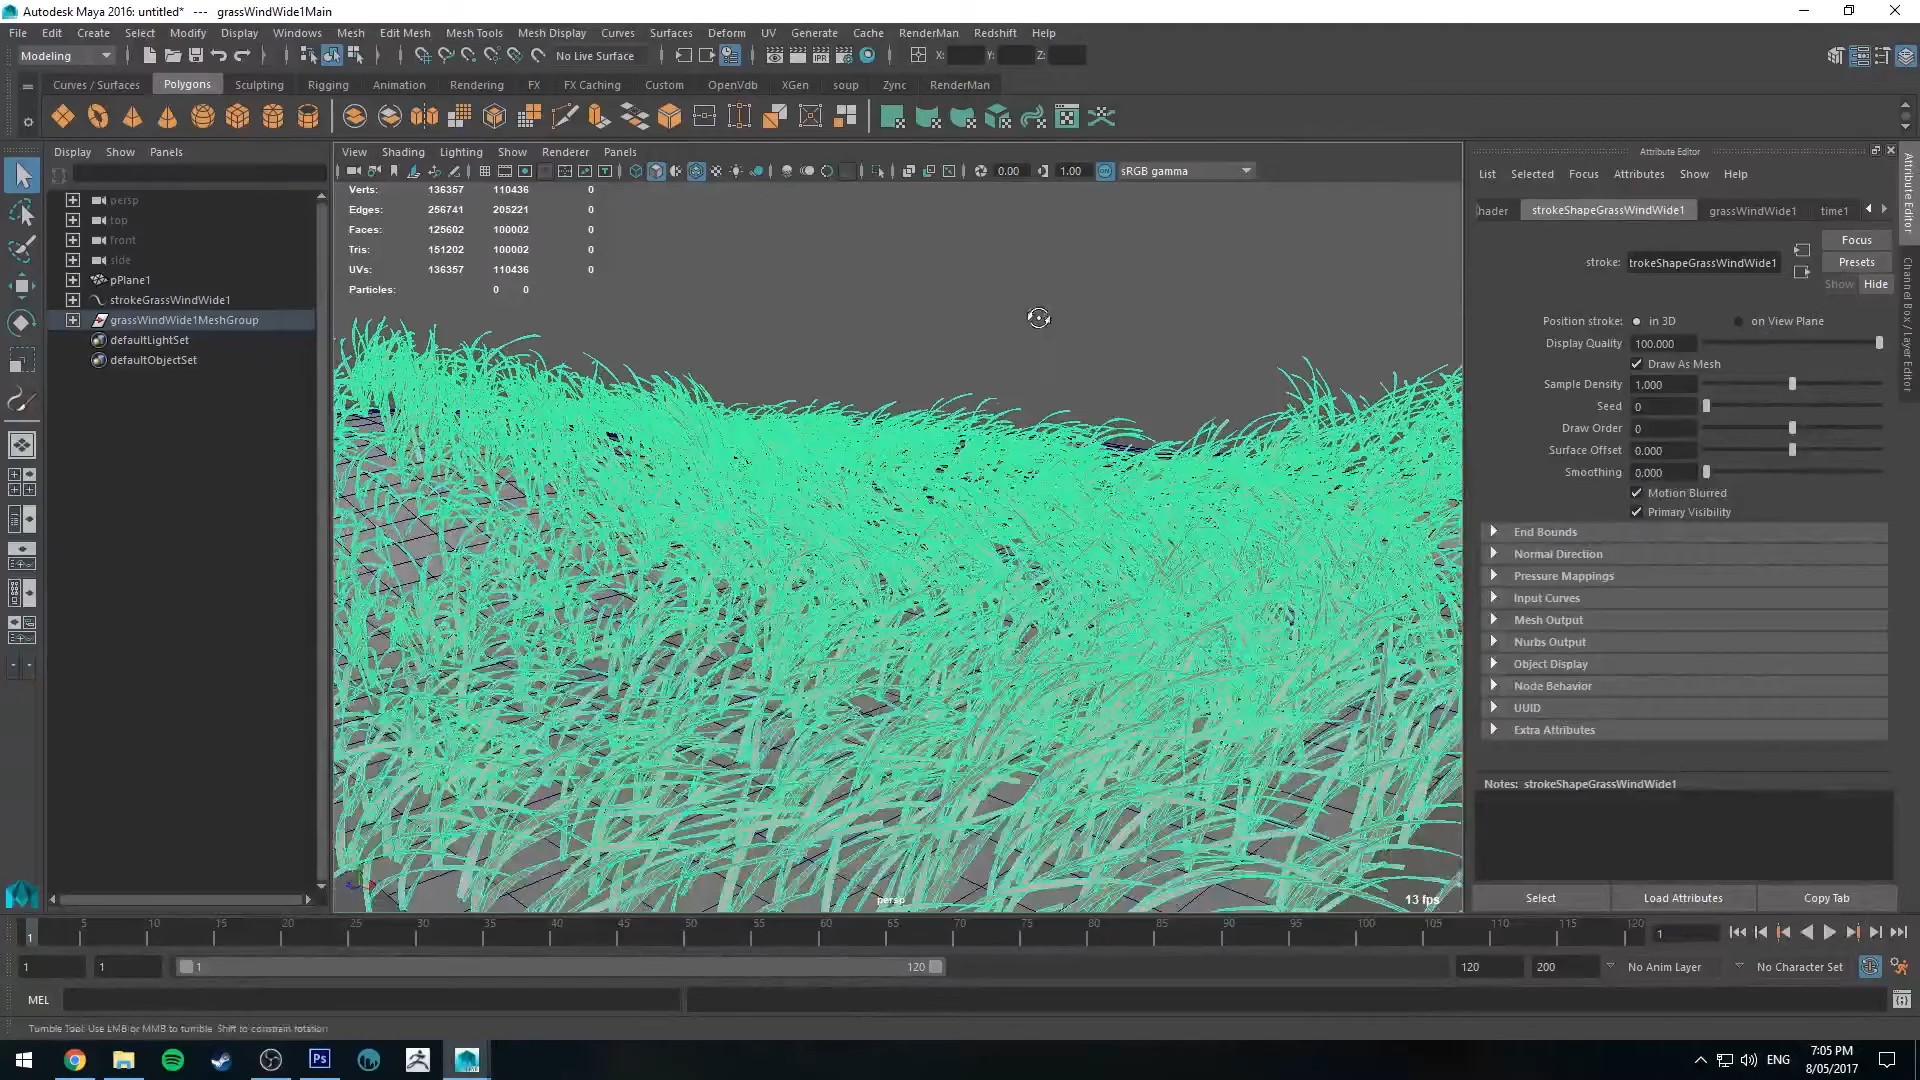 Autodesk Maya 2016: untitled* --- grassWindWide1Main
File Edit Create Select Modify Display Windows Mesh Edit Mesh Mesh Tools Mesh Display Curves Surfaces Deform UV Generate Cache RenderMan Redshift Help
Modeling No Live Surface X: Y: Z:
Curves / Surfaces Polygons Sculpting Rigging Animation Rendering FX FX Caching Custom OpenVdb XGen soup Zync RenderMan
Display Show Panels
View Shading Lighting Show Renderer Panels
0.00 1.00 sRGB gamma
persp
top
front
side
pPlane1
strokeGrassWindWide1
grassWindWide1MeshGroup
defaultLightSet
defaultObjectSet
Verts: 136357 110436 0
Edges: 256741 205221 0
Faces: 125602 100002 0
Tris: 151202 100002 0
UVs: 136357 110436 0
Particles: 0 0
persp
13 fps
Attribute Editor
List Selected Focus Attributes Show Help
hader strokeShapeGrassWindWide1 grassWindWide1 time1
Focus
stroke: trokeShapeGrassWindWide1 Presets
Show Hide
Position stroke: in 3D on View Plane
Display Quality 100.000
Draw As Mesh
Sample Density 1.000
Seed 0
Draw Order 0
Surface Offset 0.000
Smoothing 0.000
Motion Blurred
Primary Visibility
End Bounds
Normal Direction
Pressure Mappings
Input Curves
Mesh Output
Nurbs Output
Object Display
Node Behavior
UUID
Extra Attributes
Notes: strokeShapeGrassWindWide1
Select Load Attributes Copy Tab
Attribute Editor
Channel Box / Layer Editor
1 5 10 15 20 25 30 35 40 45 50 55 60 65 70 75 80 85 90 95 100 105 110 115 120 1
1 1 1 120 120 200 No Anim Layer No Character Set
MEL
Tumble Tool: Use LMB or MMB to tumble. Shift to constrain rotation
Ps
ENG
7:05 PM
8/05/2017